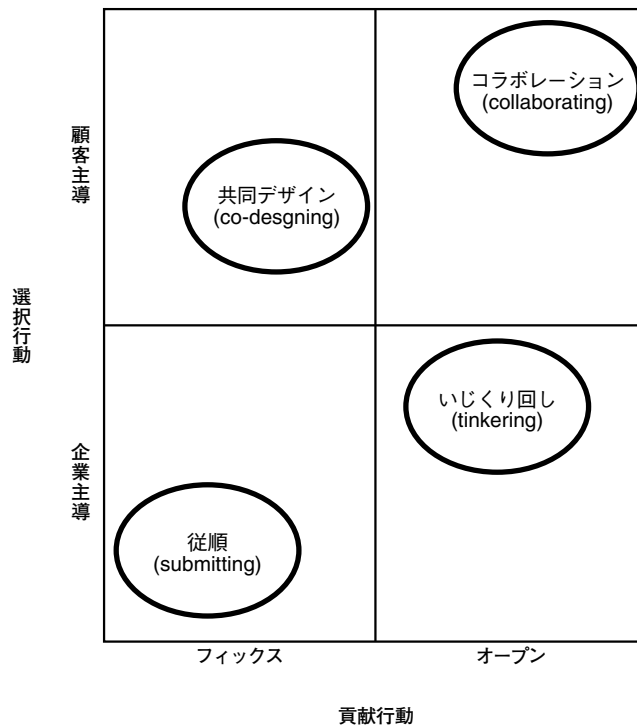 コラボレーション
(collaborating)
顧客主導
共同デザイン
(co-desgning)
選択行動
いじくり回し
(tinkering)
企業主導
従順
(submitting)
フィックス
オープン
貢献行動